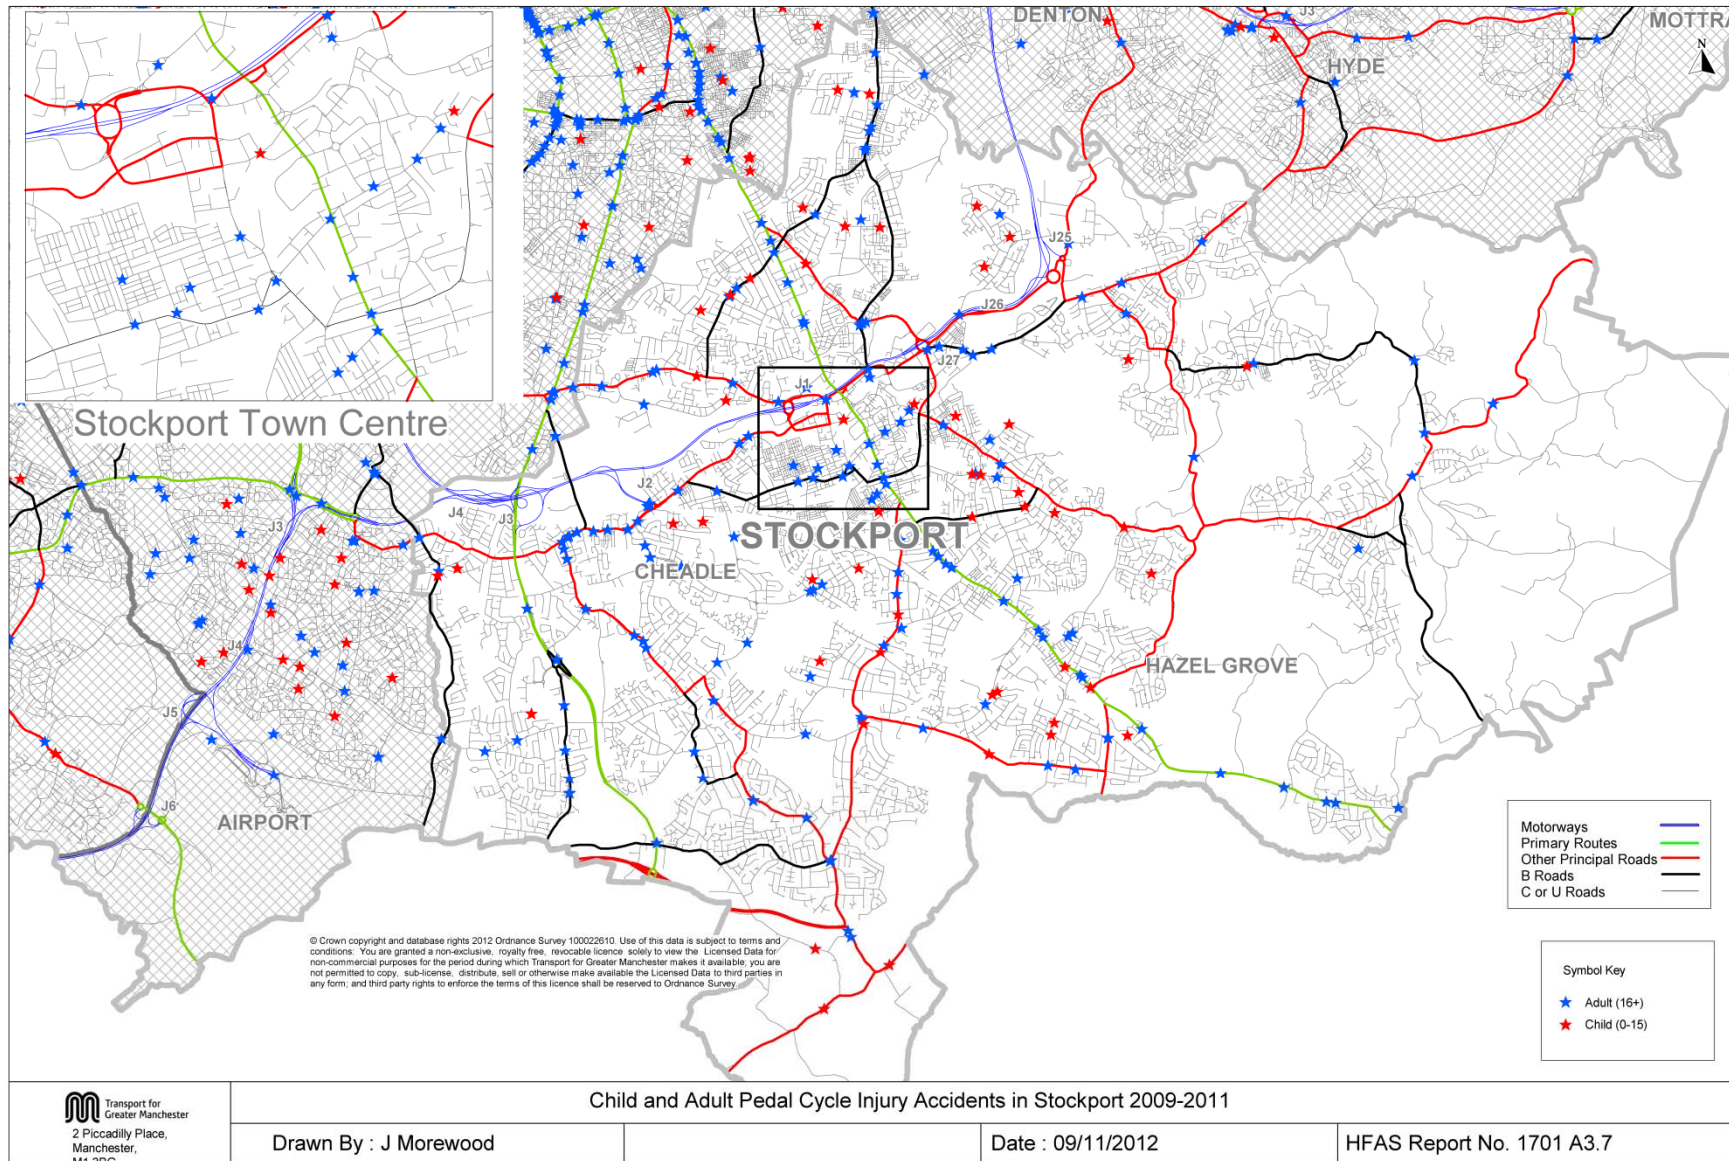 DENTON
J3
MOTTRA
N
HYDE
J25
J26
J27
J1
Stockport Town Centre
J2
J3
J4
J3
STOCKPORT
CHEADLE
J4
HAZEL GROVE
J5
J6
AIRPORT
Motorways
Primary Routes
Other Principal Roads
B Roads
C or U Roads
© Crown copyright and database rights 2012 Ordnance Survey 100022610. Use of this data is subject to terms and
conditions: You are granted a non-exclusive, royalty free, revocable licence solely to view the Licensed Data for
non-commercial purposes for the period during which Transport for Greater Manchester makes it available; you are
not permitted to copy, sub-license, distribute, sell or otherwise make available the Licensed Data to third parties in
any form; and third party rights to enforce the terms of this licence shall be reserved to Ordnance Survey.
Symbol Key
Adult (16+)
Child (0-15)
Transport for
Greater Manchester
2 Piccadilly Place,
Manchester,
Child and Adult Pedal Cycle Injury Accidents in Stockport 2009-2011
Drawn By : J Morewood
Date : 09/11/2012
HFAS Report No. 1701 A3.7